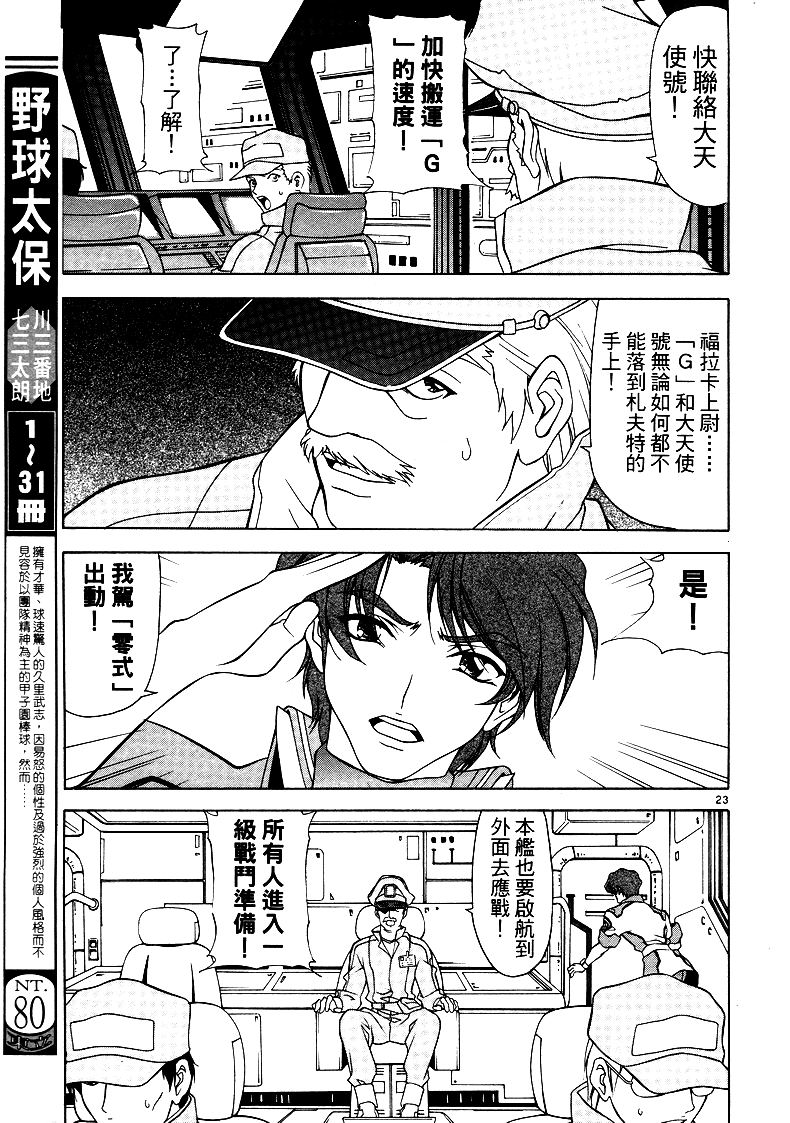 快聯絡大天
使號！
加快搬運「G
」的速度！
了…了解！
福拉卡上尉……
「G」和大天使
號無論如何都不
能落到札夫特的
手上！
是！
我駕「零式」
出動！
23
本艦也要啟航到
外面去應戰！
所有人進入一
級戰鬥準備！
野球太保
川三番地
七三太朗
1～31冊
擁有才華、球速驚人的久里武志，因易怒的個性及過於強烈的個人風格而不
見容於以團隊精神為主的甲子園棒球，然而……
NT.
80